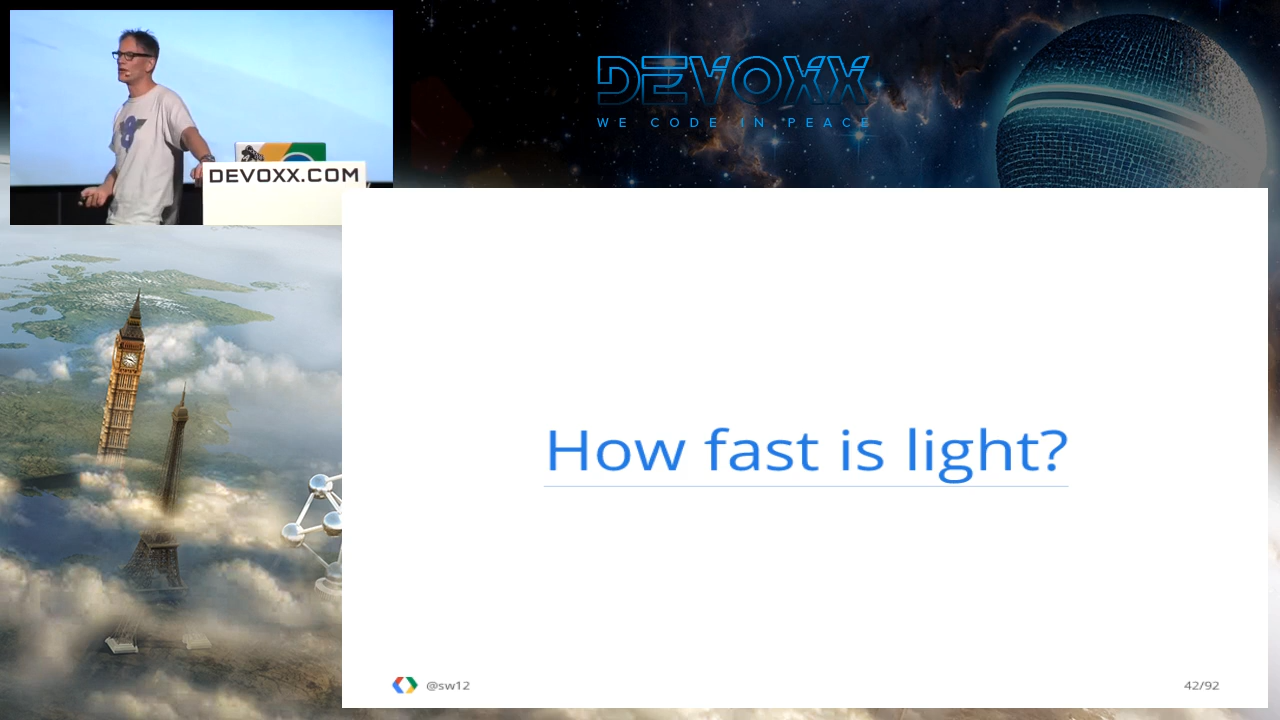 DEVOXX
WE CODE IN PEACE
DEVOXX.COM
How fast is light?
@sw12
42/92